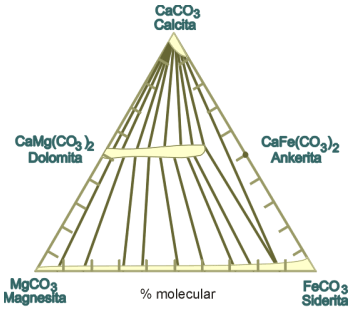 CaCO3
Calcita
CaMg(CO3)2
Dolomita
CaFe(CO3)2
Ankerita
MgCO3
Magnesita
% molecular
FeCO3
Siderita